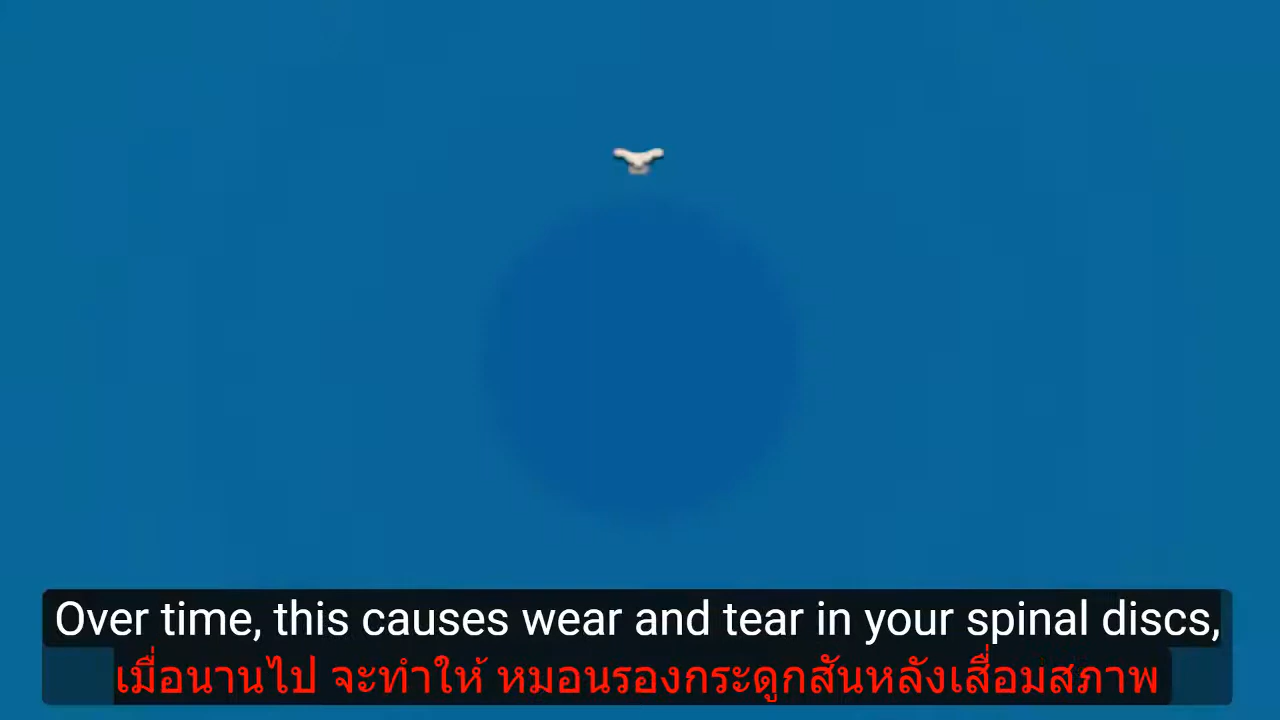 Over time, this causes wear and tear in your spinal discs,
เมื่อนานไป จะทำให้ หมอนรองกระดูกสันหลังเสื่อมสภาพ